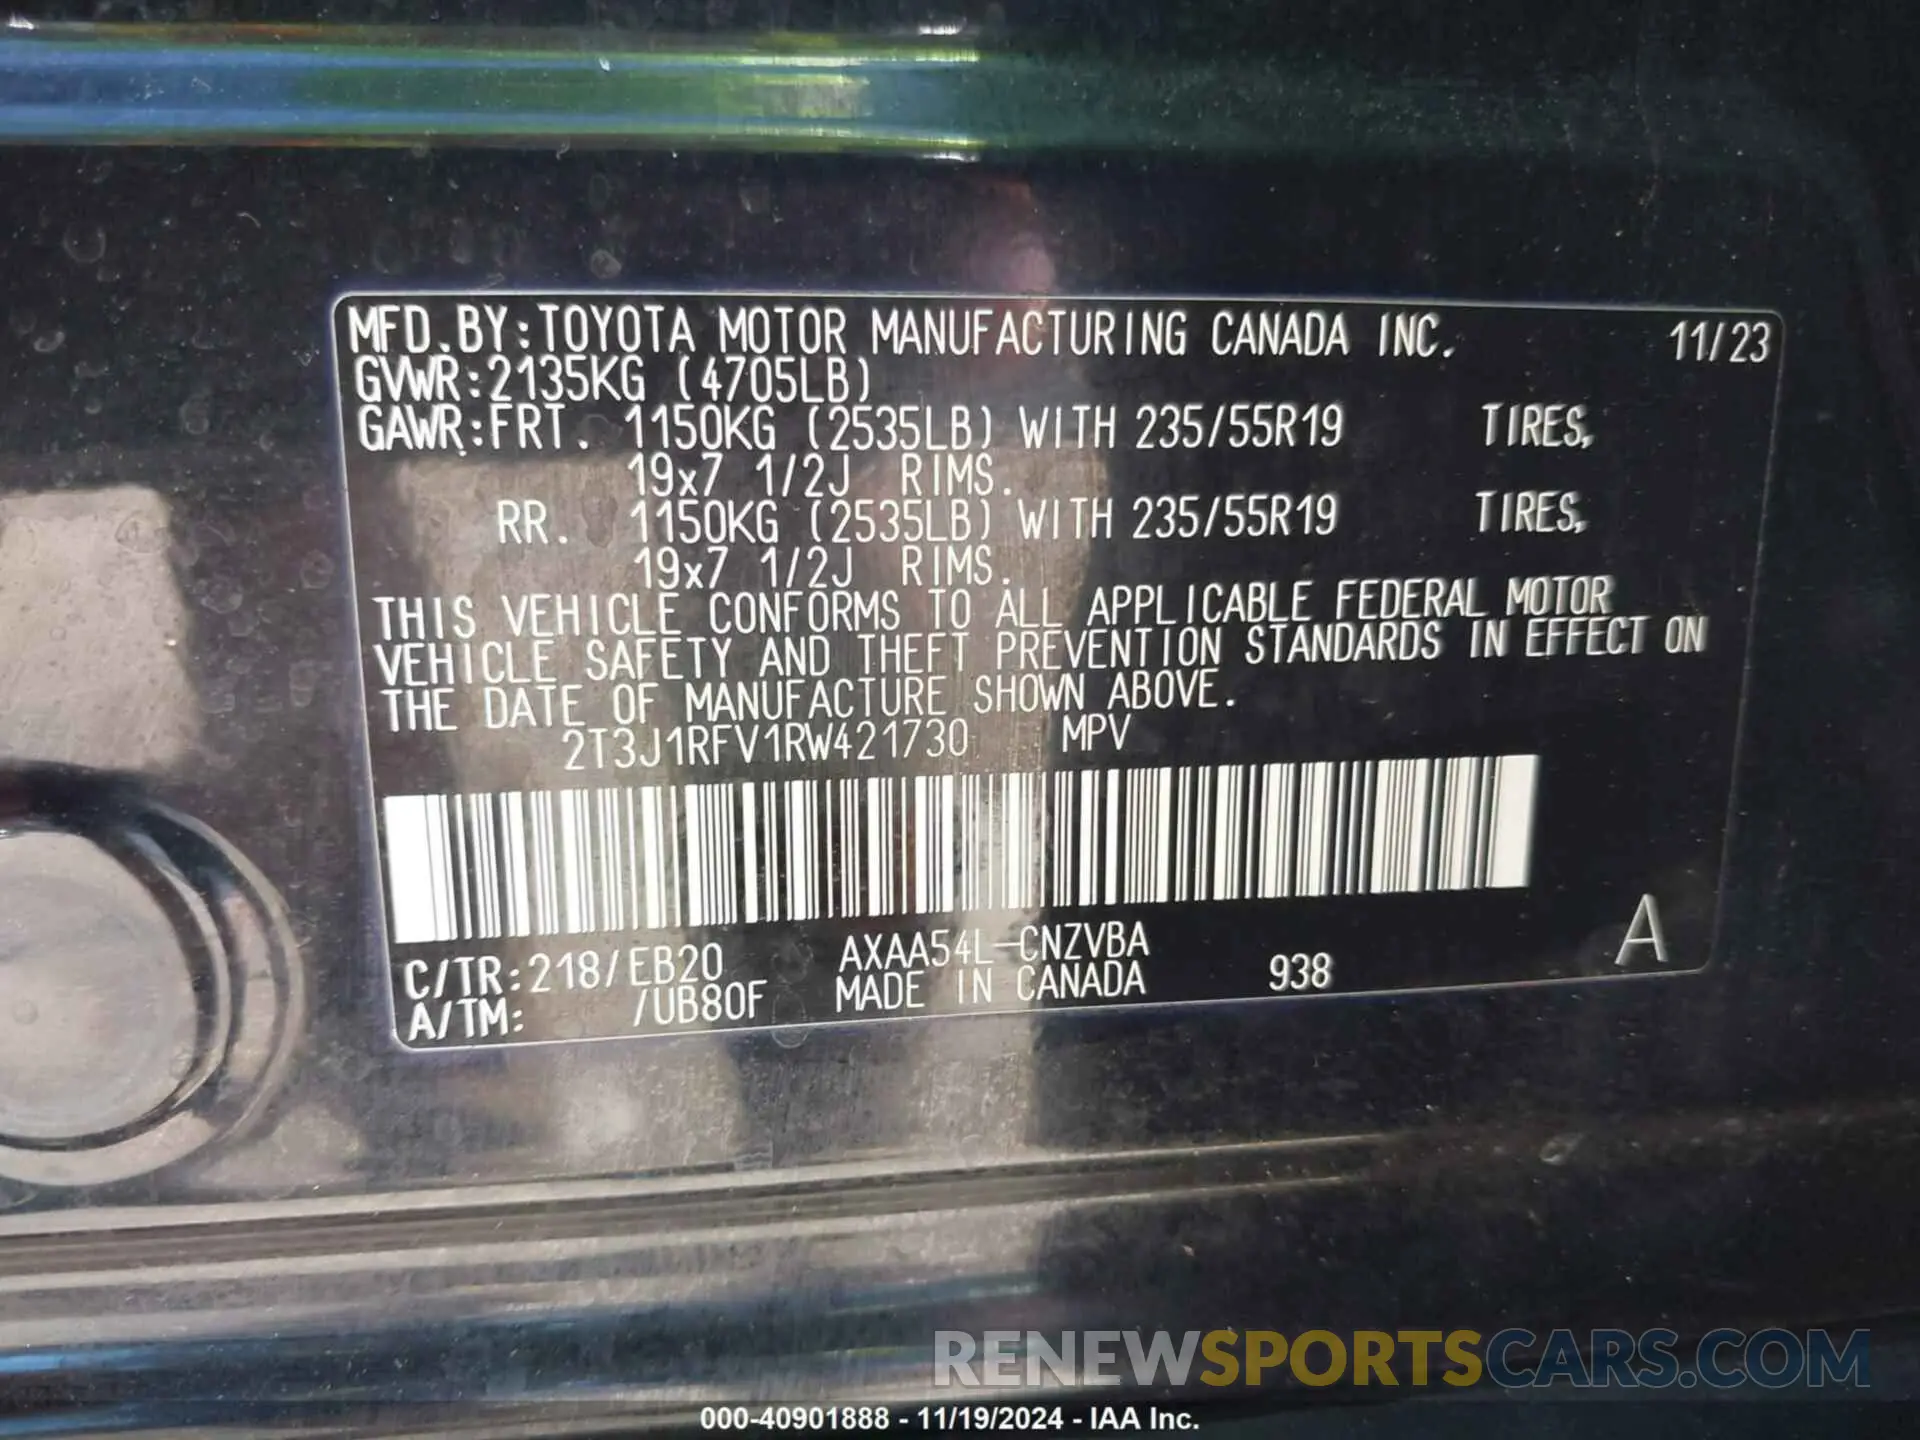 MFD.BY:TOYOTA MOTOR MANUFACTURING CANADA INC. 11/23
GVWR:2135KG (4705LB)
GAWR:FRT. 1150KG (2535LB) WITH 235/55R19 TIRES,
19x7 1/2J RIMS.
RR. 1150KG (2535LB) WITH 235/55R19 TIRES,
19x7 1/2J RIMS.
THIS VEHICLE CONFORMS TO ALL APPLICABLE FEDERAL MOTOR
VEHICLE SAFETY AND THEFT PREVENTION STANDARDS IN EFFECT ON
THE DATE OF MANUFACTURE SHOWN ABOVE.
2T3J1RFV1RW421730 MPV
C/TR:218/EB20 AXAA54L-CNZVBA
A/TM: /UB80F MADE IN CANADA 938 A
RENEWSPORTSCARS.COM
000-40901888 - 11/19/2024 - IAA Inc.